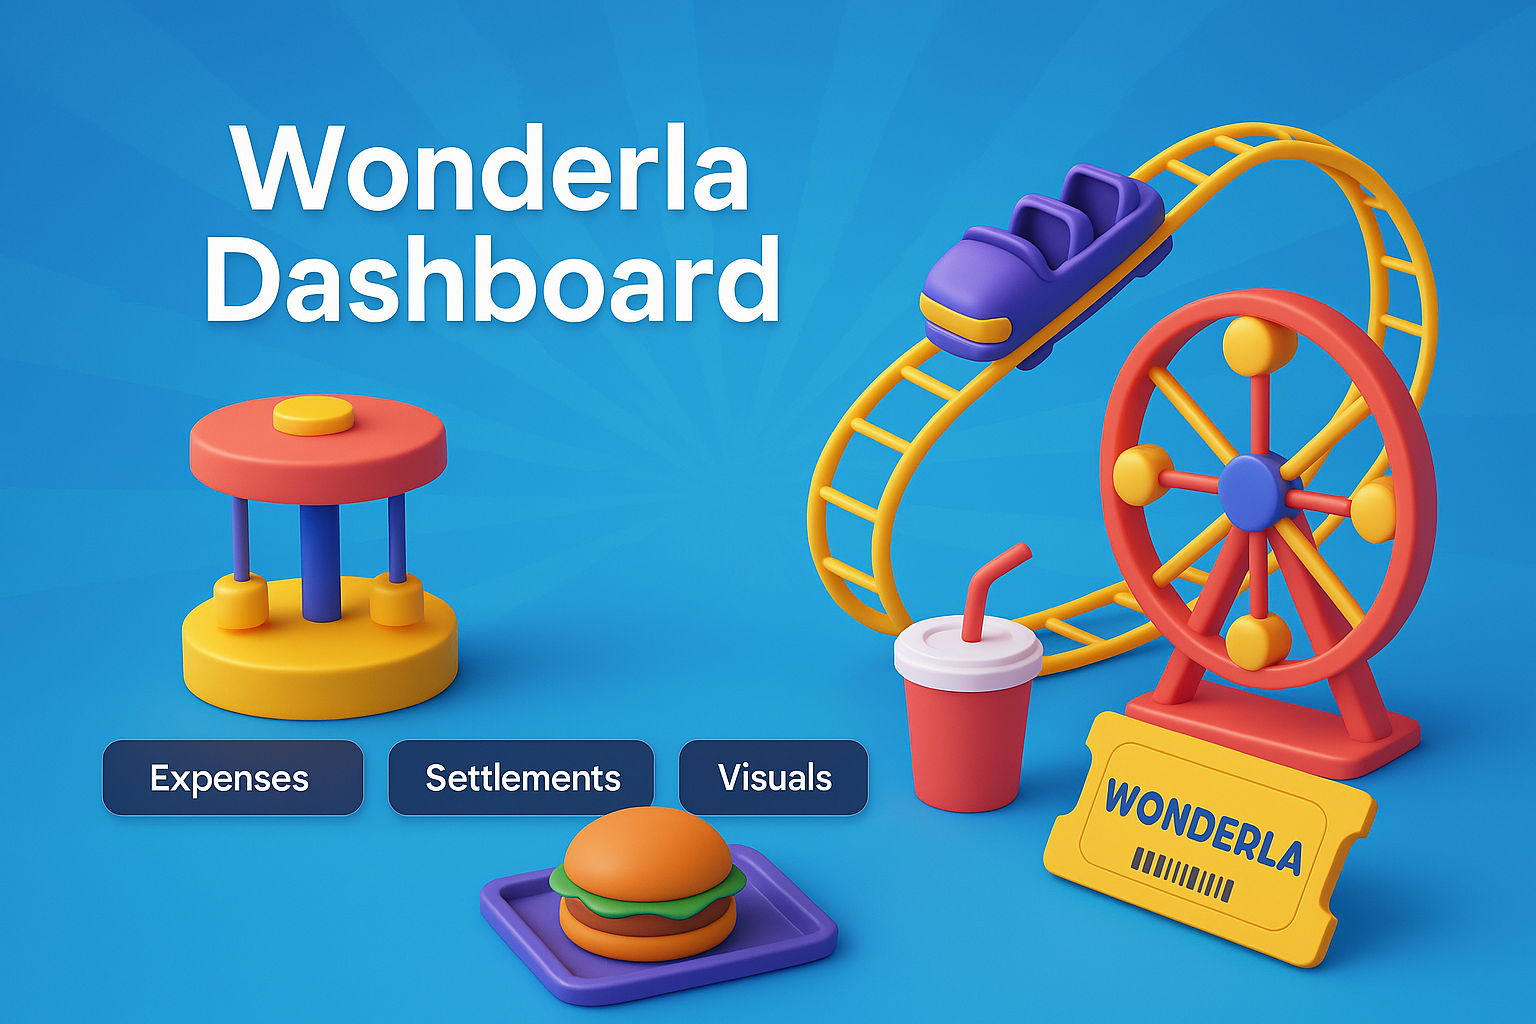 Wonderla
Dashboard
Expenses
Settlements
Visuals
WONDERLA